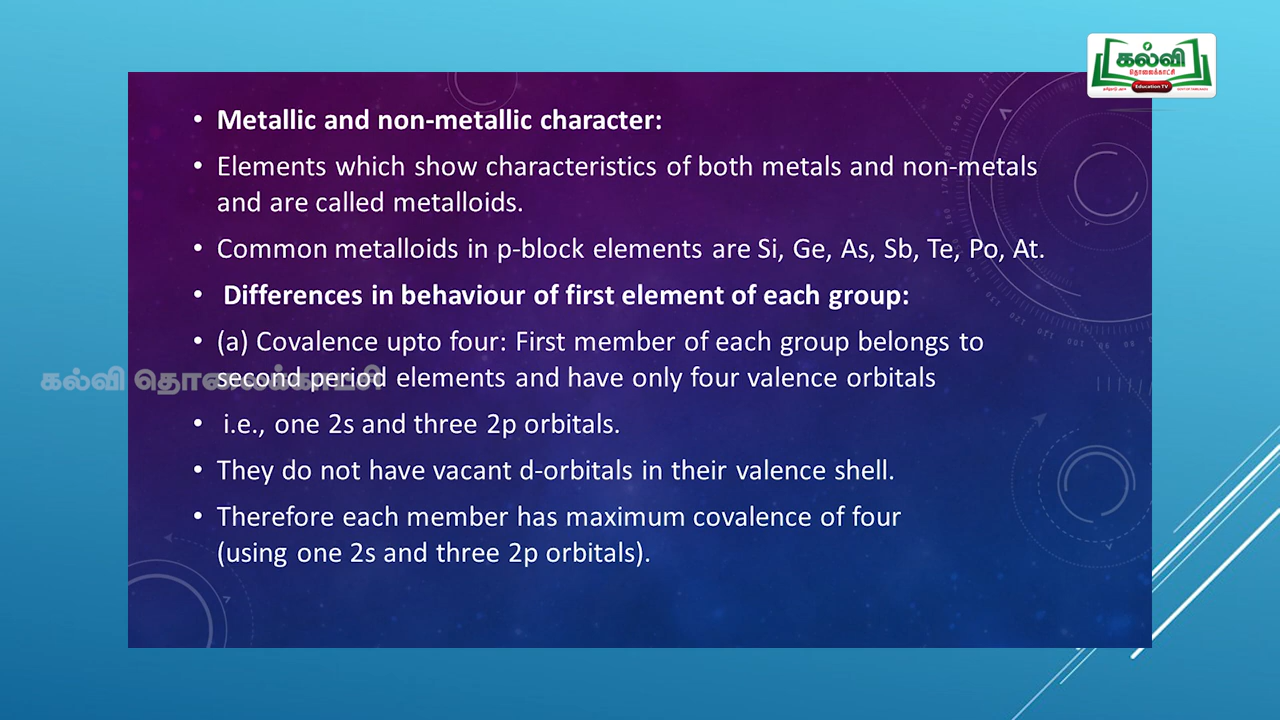 கல்வி
தொலைக்காட்சி
Education TV
• Metallic and non-metallic character:
• Elements which show characteristics of both metals and non-metals
and are called metalloids.
• Common metalloids in p-block elements are Si, Ge, As, Sb, Te, Po, At.
• Differences in behaviour of first element of each group:
• (a) Covalence upto four: First member of each group belongs to
second period elements and have only four valence orbitals
கல்வி தொலைக்காட்சி
• i.e., one 2s and three 2p orbitals.
• They do not have vacant d-orbitals in their valence shell.
• Therefore each member has maximum covalence of four
(using one 2s and three 2p orbitals).